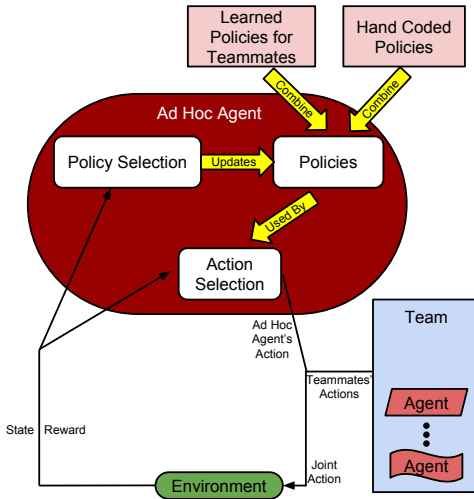 Learned
Policies for
Teammates
Hand Coded
Policies
Combine
Combine
Ad Hoc Agent
Policy Selection
Updates
Policies
Used By
Action
Selection
Ad Hoc
Agent's
Action
Team
Teammates'
Actions
Agent
Agent
State
Reward
Joint
Action
Environment